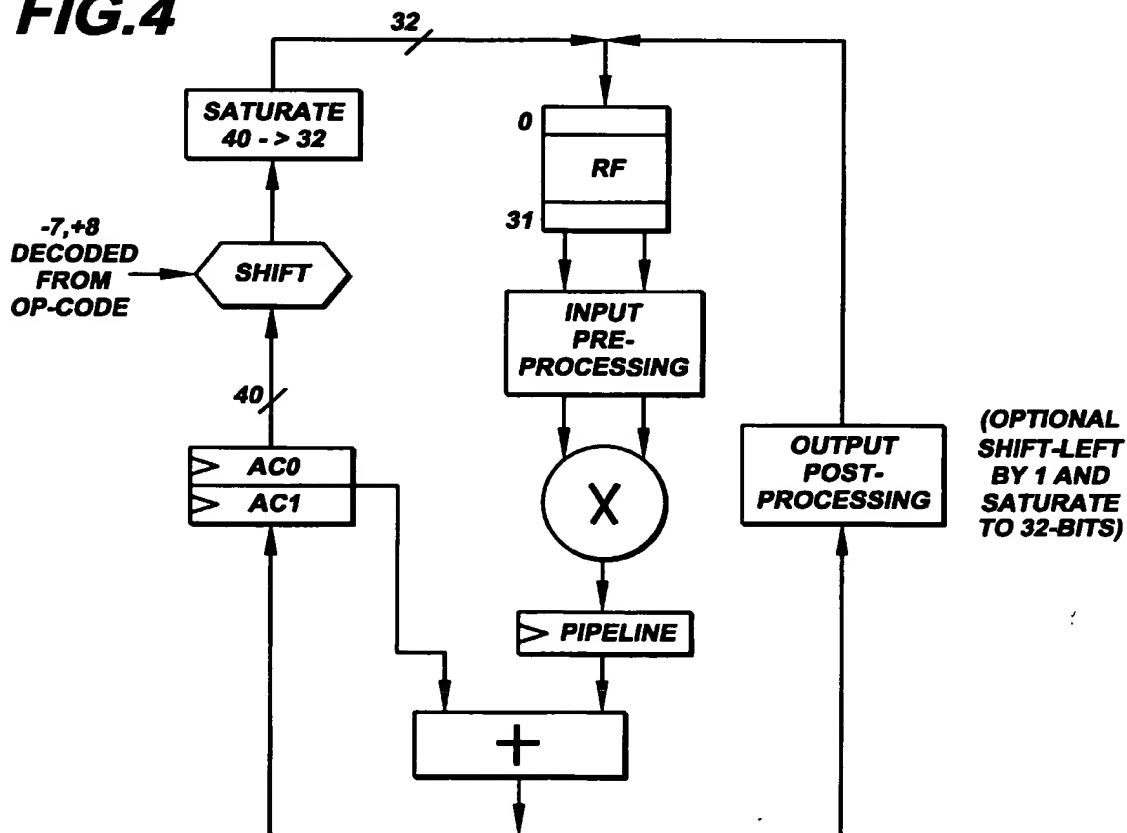 FIG.4
32
SATURATE
40 - > 32
0
RF
31
-7,+8
DECODED
FROM
OP-CODE
SHIFT
INPUT
PRE-
PROCESSING
40
AC0
AC1
X
OUTPUT
POST-
PROCESSING
(OPTIONAL
SHIFT-LEFT
BY 1 AND
SATURATE
TO 32-BITS)
PIPELINE
+